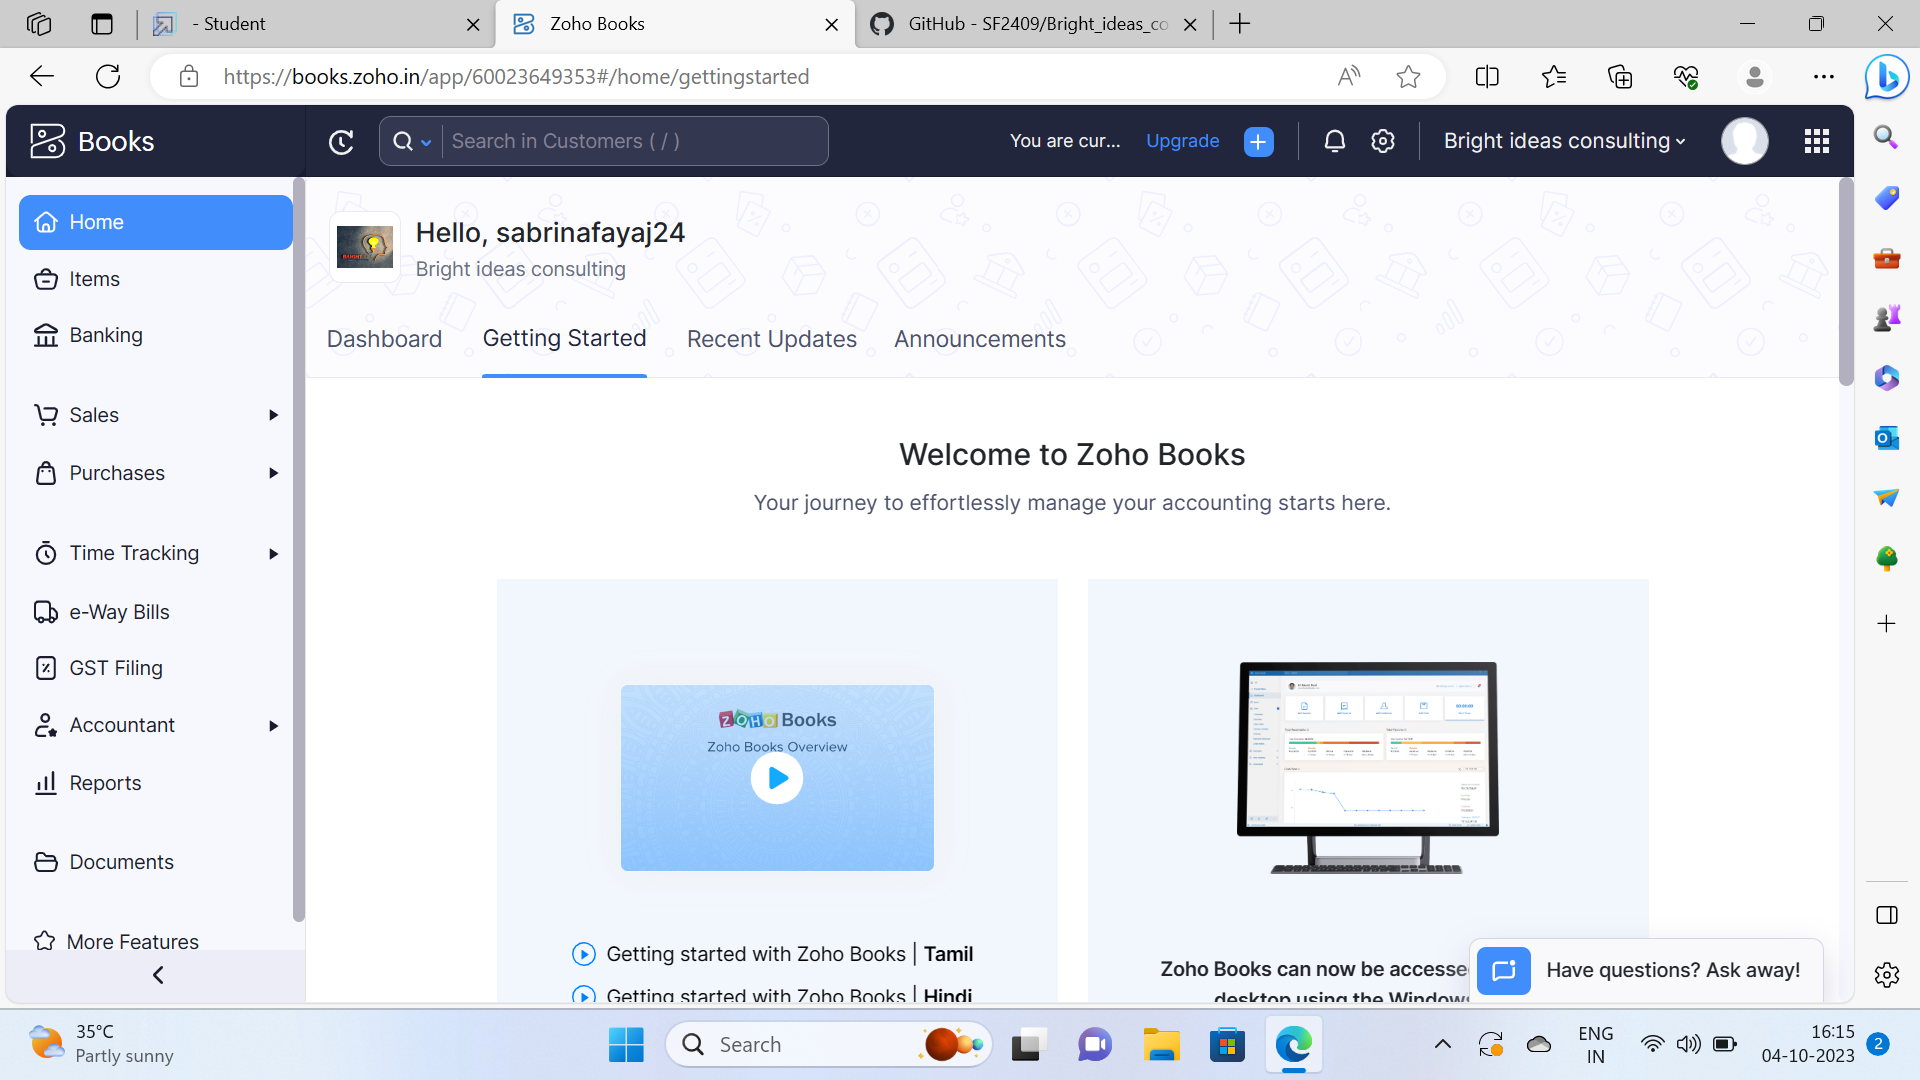 - Student
Zoho Books
GitHub - SF2409/Bright_ideas_co
https://books.zoho.in/app/60023649353#/home/gettingstarted
Books
Search in Customers ( / )
You are cur...
Upgrade
Bright ideas consulting
Home
Items
Banking
Sales
Purchases
Time Tracking
e-Way Bills
GST Filing
Accountant
Reports
Documents
More Features
Hello, sabrinafayaj24
Bright ideas consulting
Dashboard
Getting Started
Recent Updates
Announcements
Welcome to Zoho Books
Your journey to effortlessly manage your accounting starts here.
ZOHO Books
Zoho Books Overview
Getting started with Zoho Books | Tamil
Getting started with Zoho Books | Hindi
Zoho Books can now be accesse
desktop using the Windows
Have questions? Ask away!
35°C
Partly sunny
Search
ENG
IN
16:15
04-10-2023
2